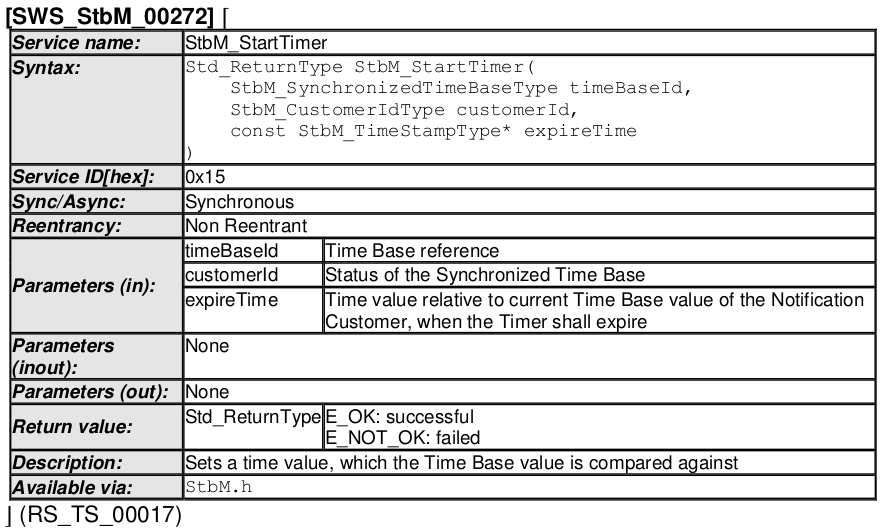 [SWS_StbM_00272] ⌈
Service name: StbM_StartTimer
Syntax: Std_ReturnType StbM_StartTimer(
StbM_SynchronizedTimeBaseType timeBaseId,
StbM_CustomerIdType customerId,
const StbM_TimeStampType* expireTime
)
Service ID[hex]: 0x15
Sync/Async: Synchronous
Reentrancy: Non Reentrant
Parameters (in): timeBaseId Time Base reference
customerId Status of the Synchronized Time Base
expireTime Time value relative to current Time Base value of the Notification
Customer, when the Timer shall expire
Parameters
(inout): None
Parameters (out): None
Return value: Std_ReturnType E_OK: successful
E_NOT_OK: failed
Description: Sets a time value, which the Time Base value is compared against
Available via: StbM.h
⌋ (RS_TS_00017)